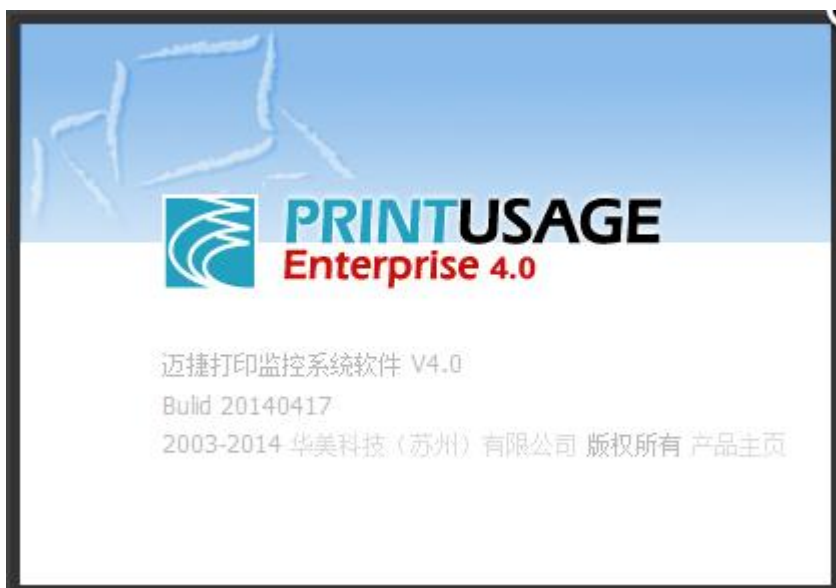 PRINTUSAGE
Enterprise 4.0
迈捷打印监控系统软件 V4.0
Bulid 20140417
2003-2014 华美科技（苏州）有限公司 版权所有 产品主页